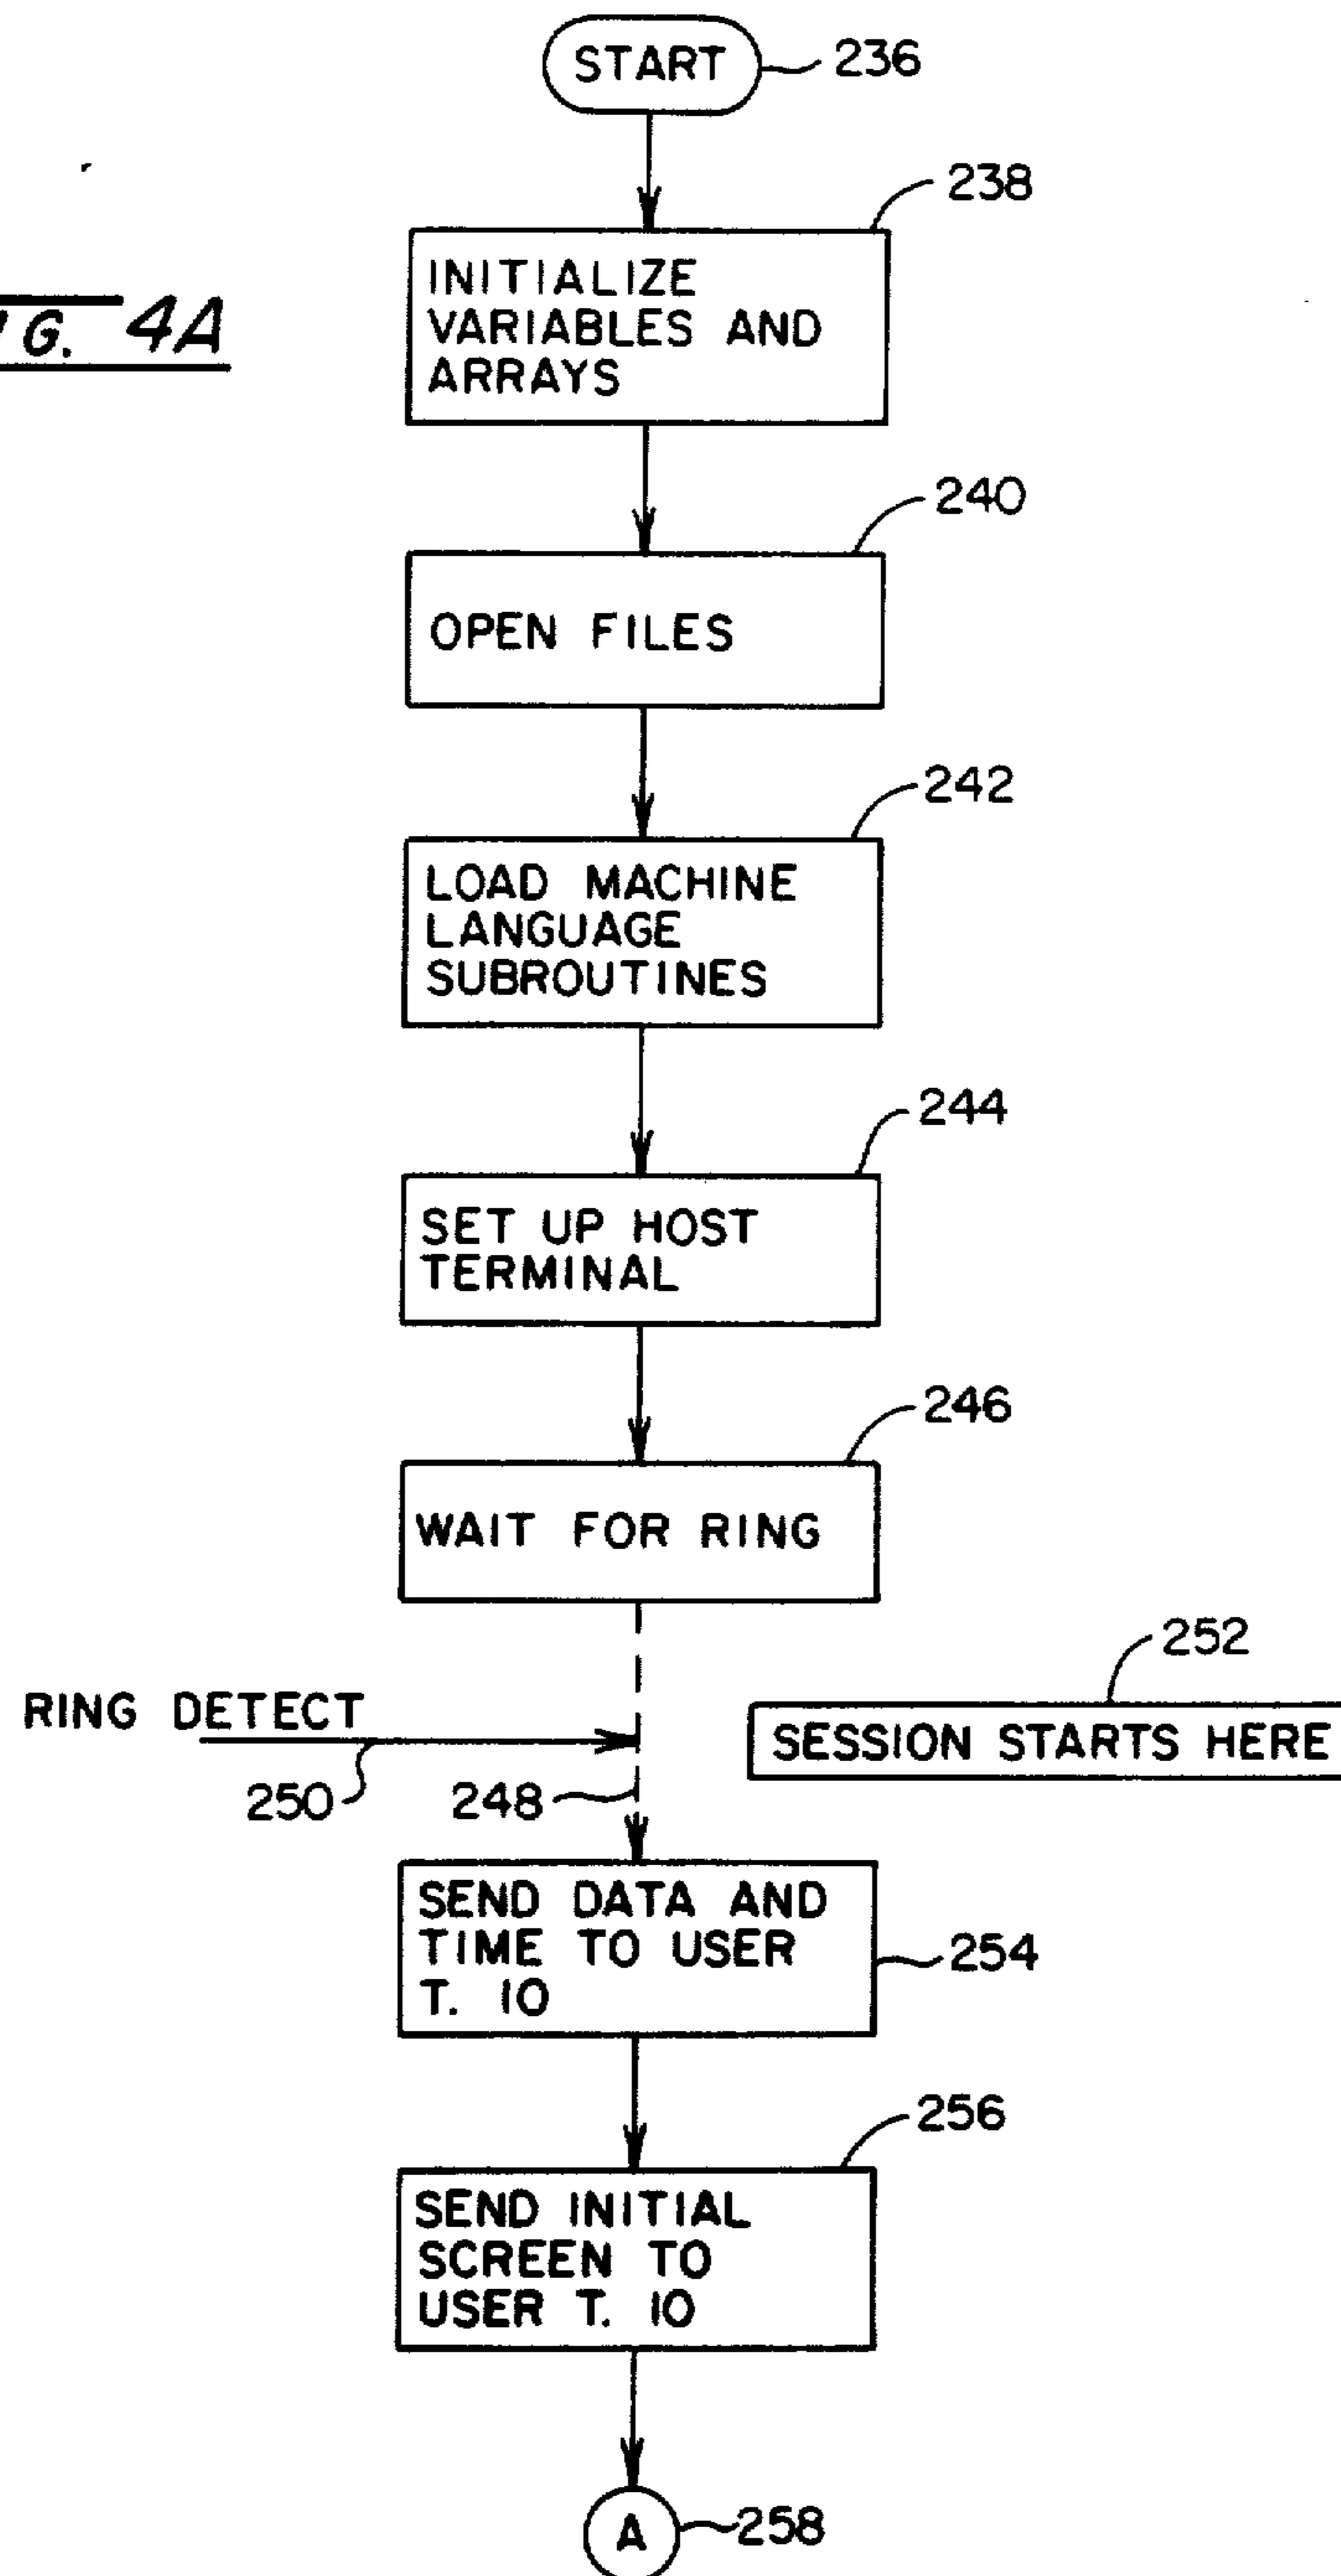 START
236
238
INITIALIZE
VARIABLES AND
ARRAYS
G. 4A
240
OPEN FILES
242
LOAD MACHINE
LANGUAGE
SUBROUTINES
244
SET UP HOST
TERMINAL
246
WAIT FOR RING
252
RING DETECT
SESSION STARTS HERE
250
248
SEND DATA AND
TIME TO USER
T. 10
254
256
SEND INITIAL
SCREEN TO
USER T. 10
A
258